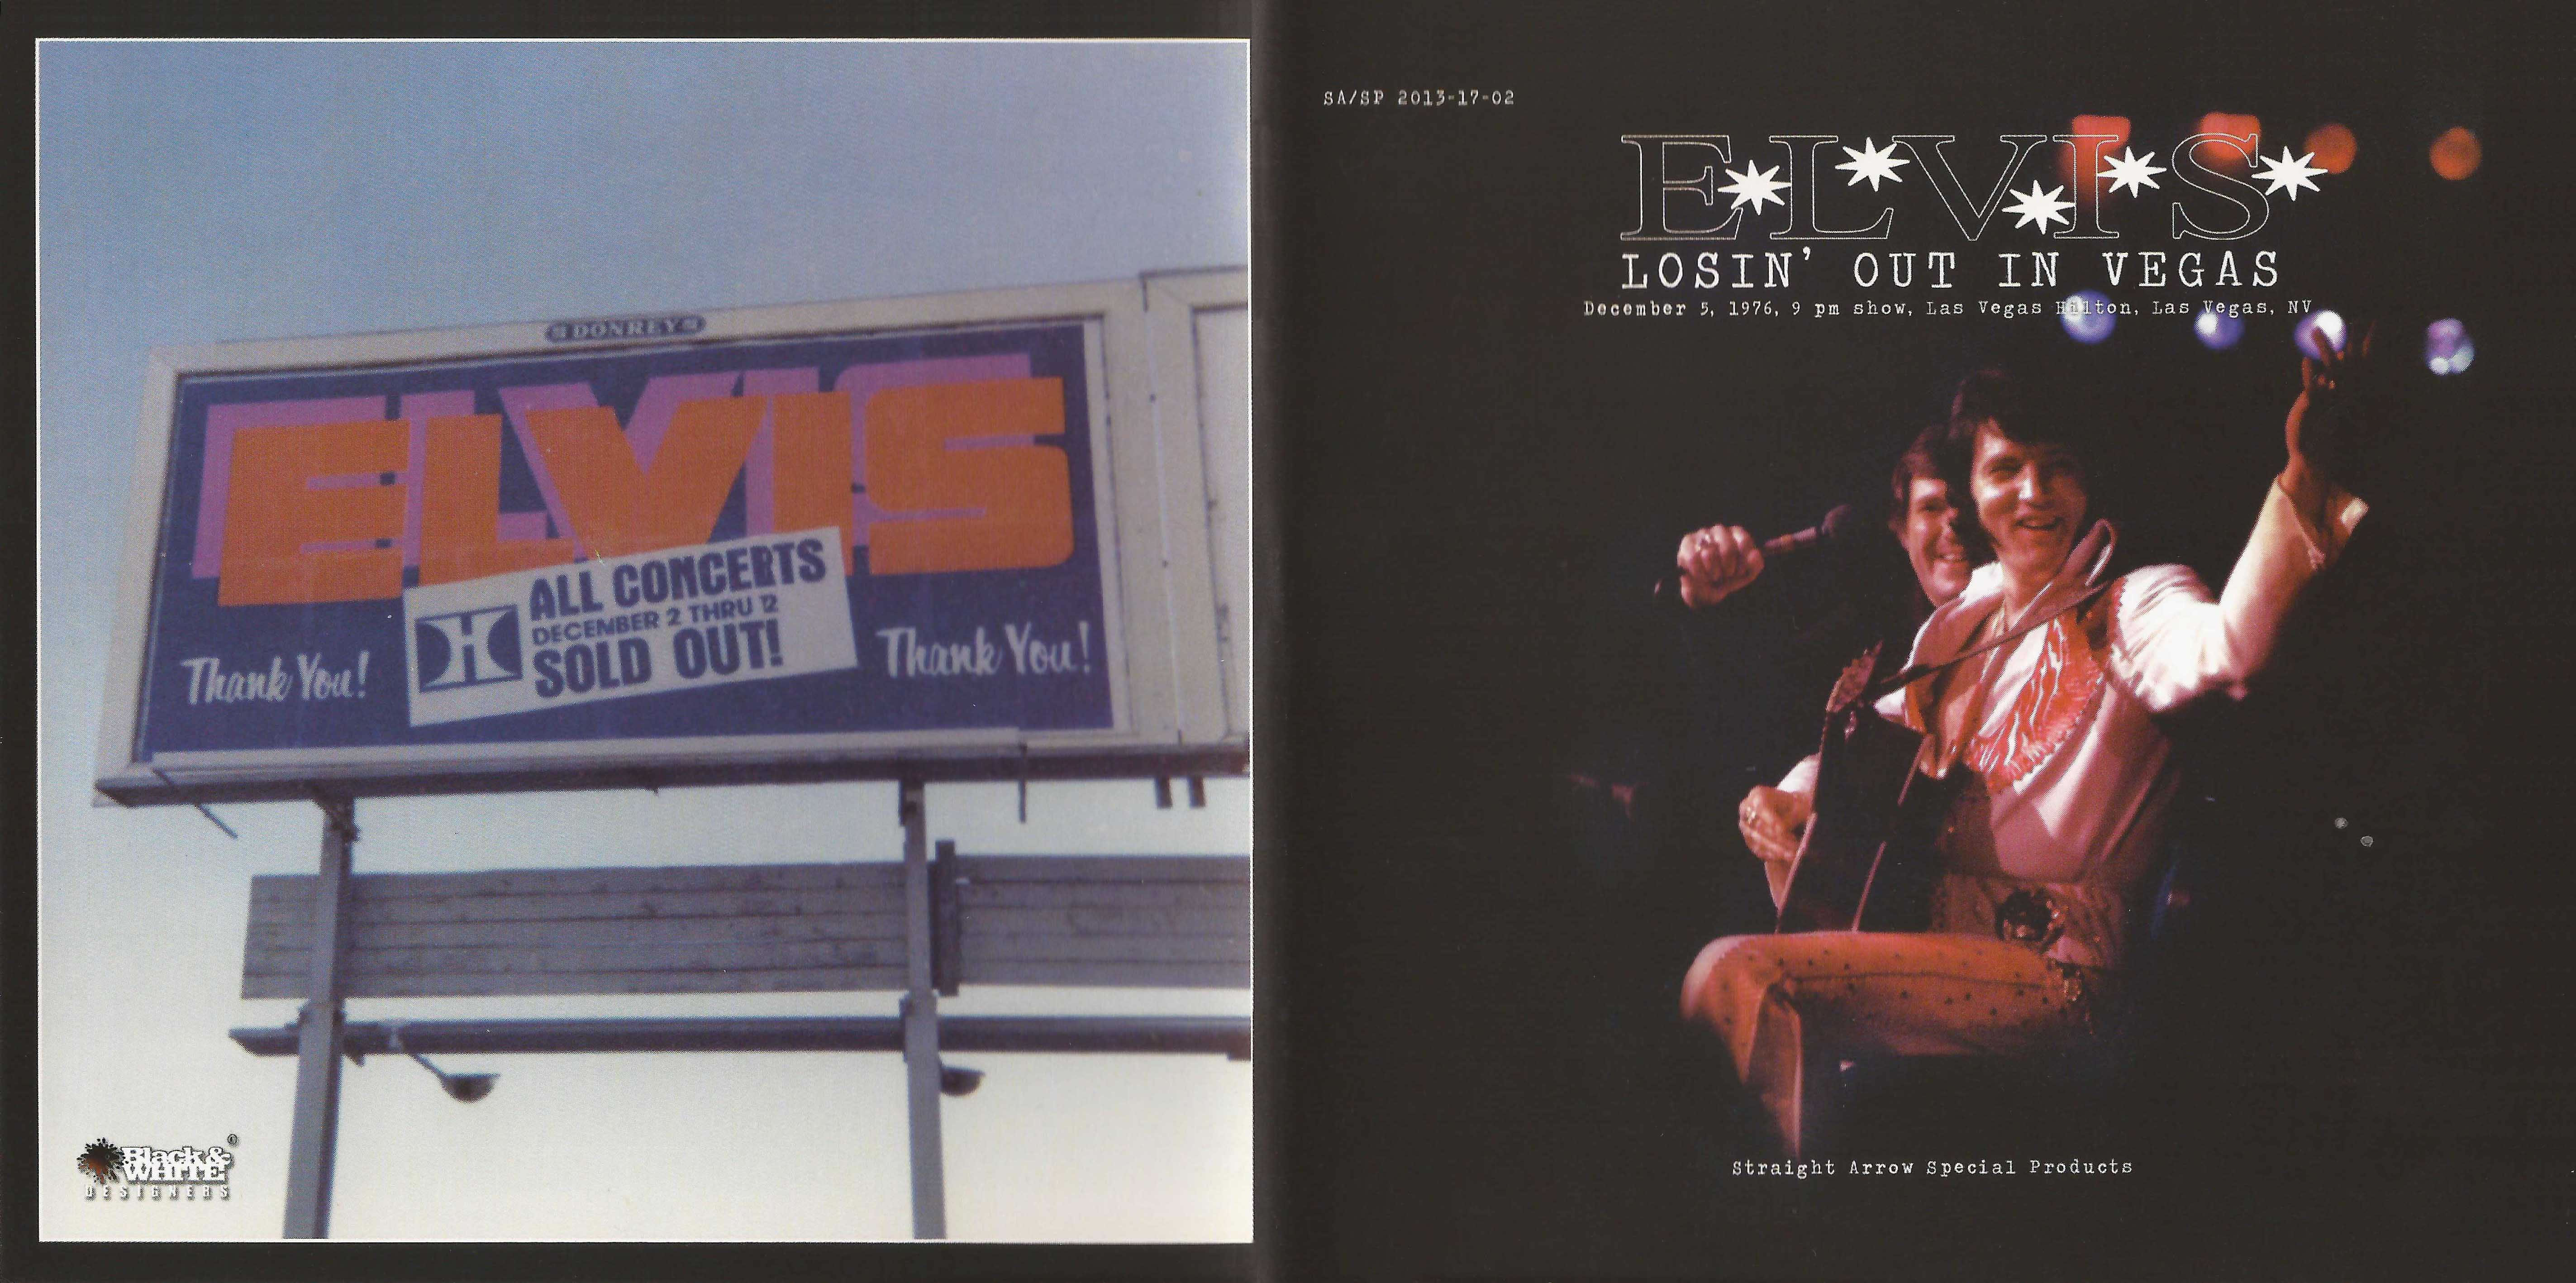 DONREY
ELVIS
ALL CONCERTS
DECEMBER 2 THRU 12
SOLD OUT!
Thank You!
Thank You!
Black &
WHITE
DESIGNERS
©
SA/SP 2013-17-02
ELVIS
LOSIN' OUT IN VEGAS
December 5, 1976, 9 pm show, Las Vegas Hilton, Las Vegas, NV
Straight Arrow Special Products